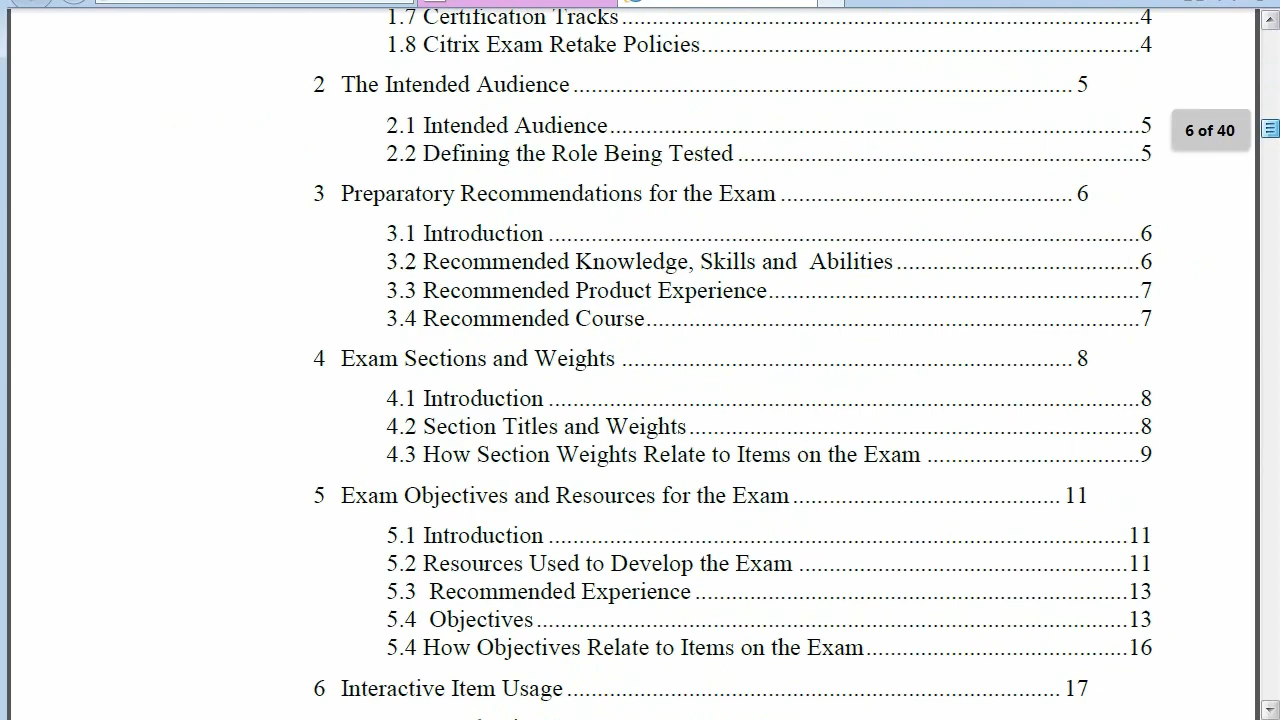 1.7 Certification Tracks....................4
1.8 Citrix Exam Retake Policies....................4
2 The Intended Audience.................... 5
2.1 Intended Audience....................5
2.2 Defining the Role Being Tested ....................5
6 of 40
3 Preparatory Recommendations for the Exam .................... 6
3.1 Introduction ....................6
3.2 Recommended Knowledge, Skills and Abilities....................6
3.3 Recommended Product Experience....................7
3.4 Recommended Course....................7
4 Exam Sections and Weights .................... 8
4.1 Introduction ....................8
4.2 Section Titles and Weights....................8
4.3 How Section Weights Relate to Items on the Exam ....................9
5 Exam Objectives and Resources for the Exam.................... 11
5.1 Introduction ....................11
5.2 Resources Used to Develop the Exam ....................11
5.3 Recommended Experience....................13
5.4 Objectives....................13
5.4 How Objectives Relate to Items on the Exam....................16
6 Interactive Item Usage.................... 17